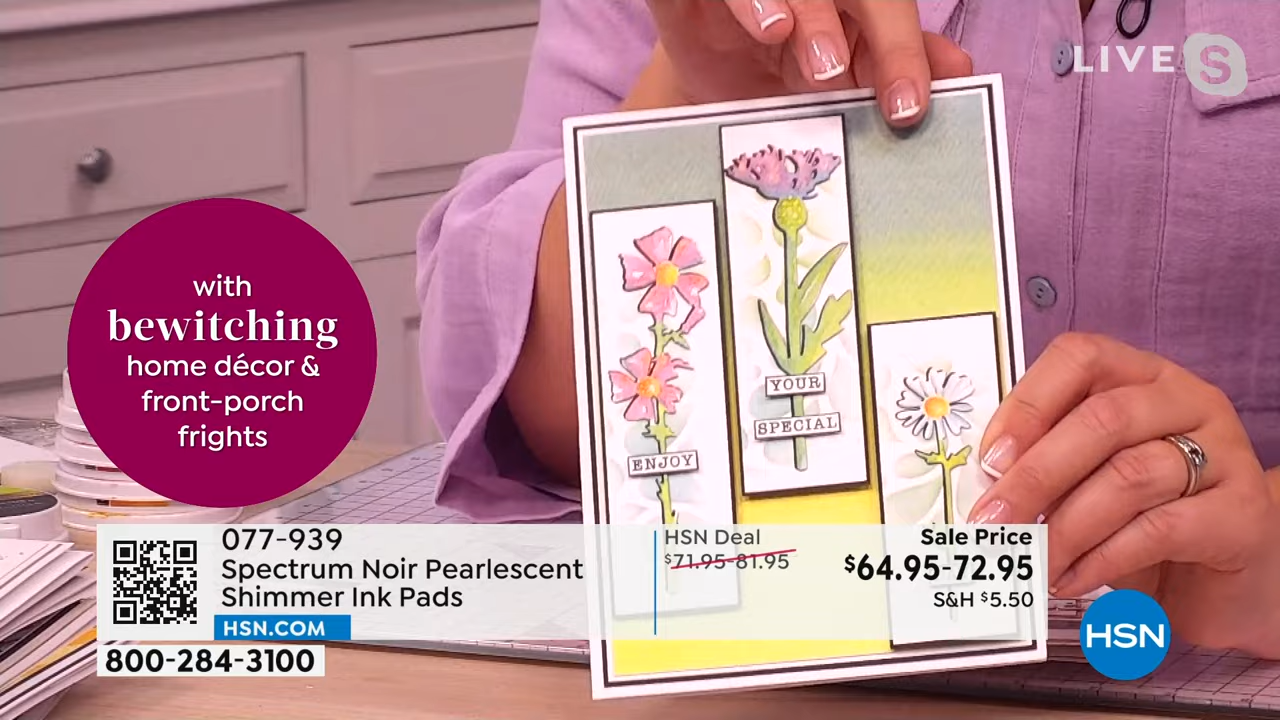 LIVE S
with
bewitching
home décor &
front-porch
frights
YOUR
SPECIAL
ENJOY
077-939
Spectrum Noir Pearlescent
Shimmer Ink Pads
HSN.COM
800-284-3100
HSN Deal
$71.95-81.95
Sale Price
$64.95-72.95
S&H $5.50
HSN